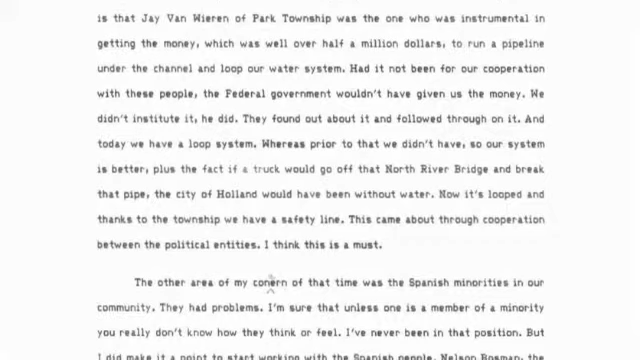 is that Jay Van Wieren of Park Township was the one who was instrumental in
getting the money, which was well over half a million dollars, to run a pipeline
under the channel and loop our water system. Had it not been for our cooperation
with these people, the Federal government wouldn't have given us the money. We
didn't institute it, he did. They found out about it and followed through on it. And
today we have a loop system. Whereas prior to that we didn't have, so our system
is better, plus the fact if a truck would go off that North River Bridge and break
that pipe, the city of Holland would have been without water. Now it's looped and
thanks to the township we have a safety line. This came about through cooperation
between the political entities. I think this is a must.
The other area of my conern of that time was the Spanish minorities in our
community. They had problems. I'm sure that unless one is a member of a minority
you really don't know how they think or feel. I've never been in that position. But
I did make it a point to start working with the Spanish people. Nelson Bosman, the